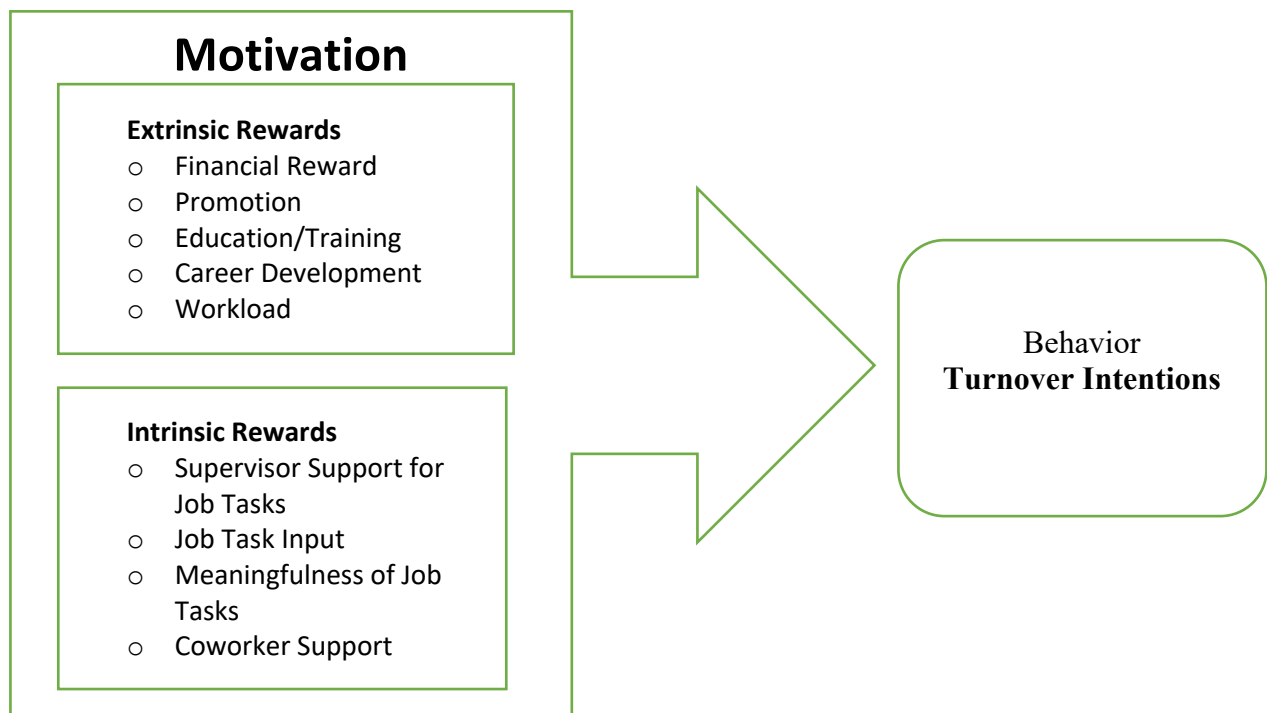 Motivation
Extrinsic Rewards
o Financial Reward
o Promotion
o Education/Training
o Career Development
o Workload
Intrinsic Rewards
o Supervisor Support for
Job Tasks
o Job Task Input
o Meaningfulness of Job
Tasks
o Coworker Support
Behavior
Turnover Intentions